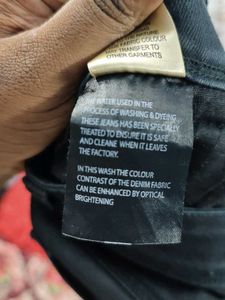 FABRIC COLOUR
TRANSFER TO
OTHER GARMENTS
THE WATER USED IN THE
PROCESS OF WASHING & DYEING
THESE JEANS HAS BEEN SPECIALLY
TREATED TO ENSURE IT IS SAFE
AND CLEANE WHEN IT LEAVES
THE FACTORY.
IN THIS WASH THE COLOUR
CONTRAST OF THE DENIM FABRIC
CAN BE ENHANCED BY OPTICAL
BRIGHTENING